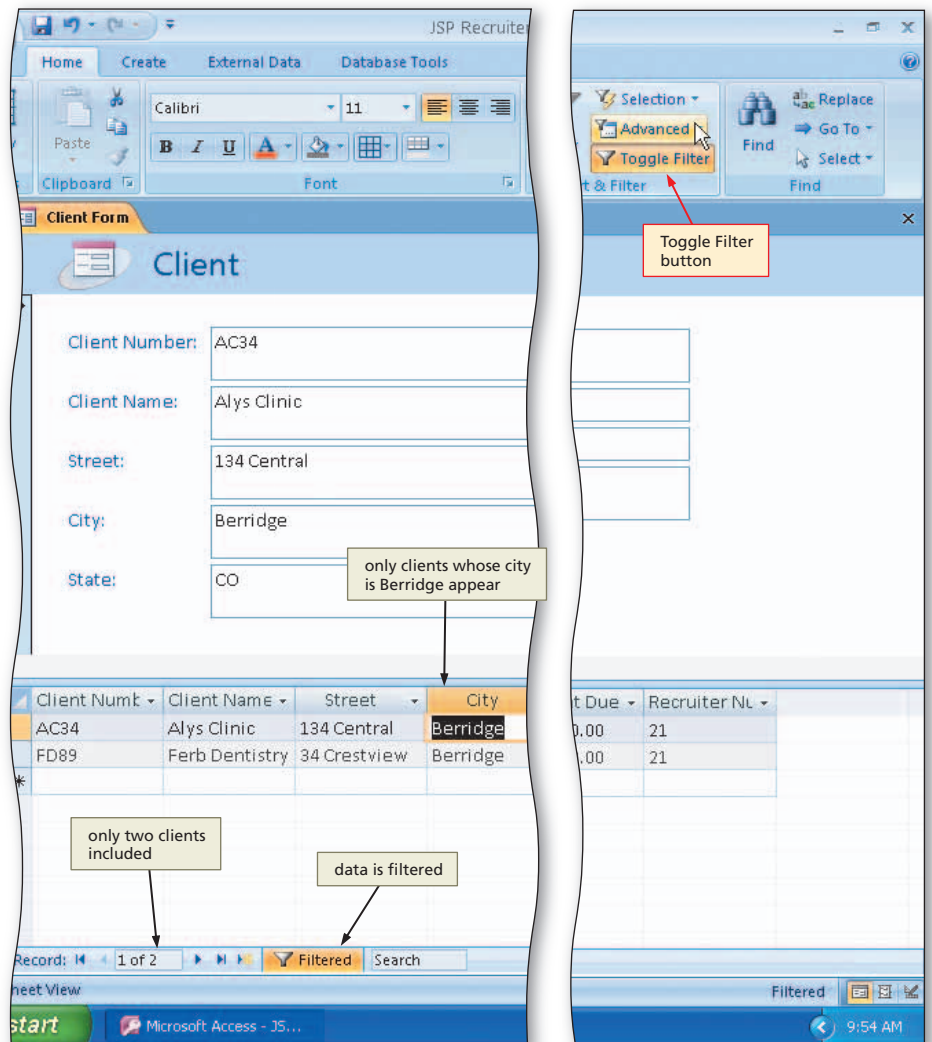 JSP Recruite
Home Create External Data Database Tools
Calibri 11
Selection
Replace
Advanced
Go To
Paste
B I U A
Find
Toggle Filter
Select
Clipboard Font
t & Filter
Find
Client Form
Toggle Filter
button
Client
Client Number: AC34
Client Name: Alys Clinic
Street: 134 Central
City: Berridge
only clients whose city
is Berridge appear
State: CO
Client Numb Client Name Street City t Due Recruiter Nu
AC34 Alys Clinic 134 Central Berridge 0.00 21
FD89 Ferb Dentistry 34 Crestview Berridge .00 21
only two clients
included
data is filtered
Record: 1 of 2 Filtered Search
heet View Filtered
start Microsoft Access - JS... 9:54 AM